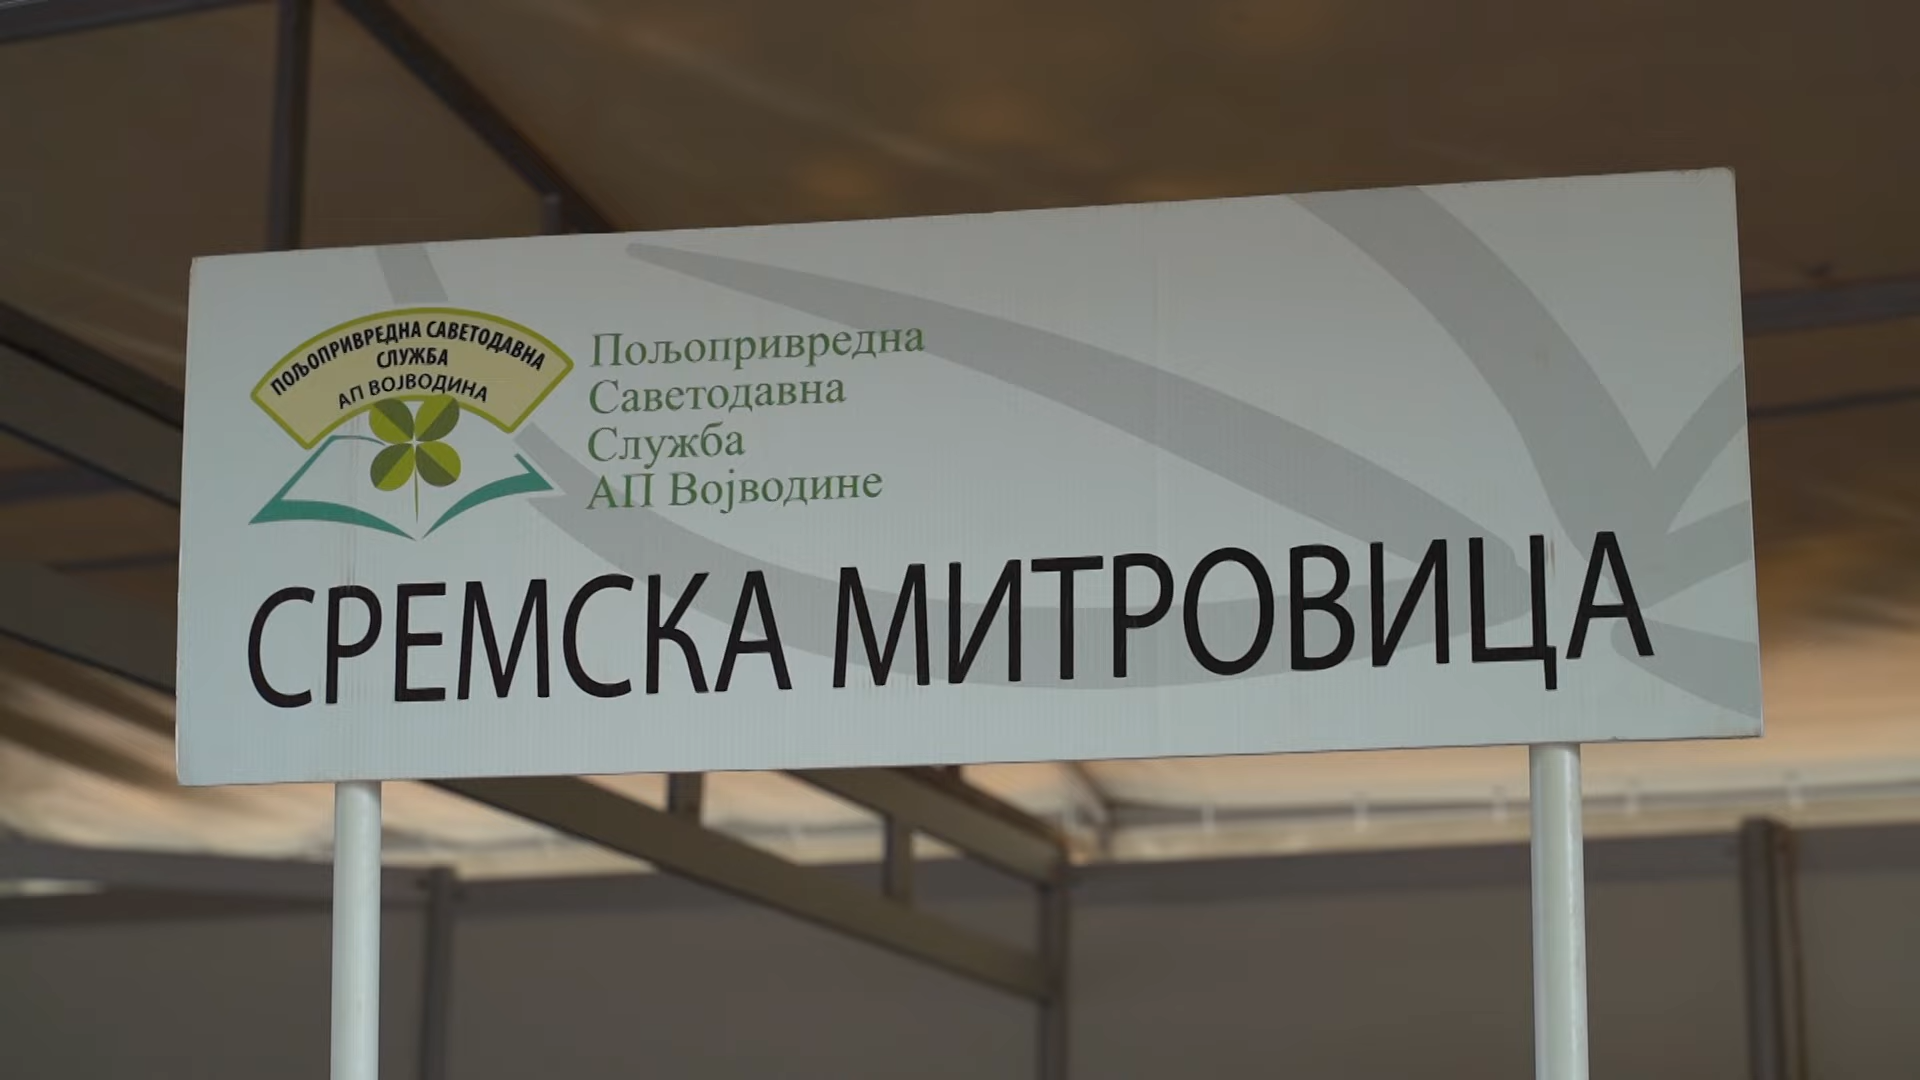 ПОЉОПРИВРЕДНА САВЕТОДАВНА
СЛУЖБА
АП ВОЈВОДИНА
Пољопривредна
Саветодавна
Служба
АП Војводине
СРЕМСКА МИТРОВИЦА